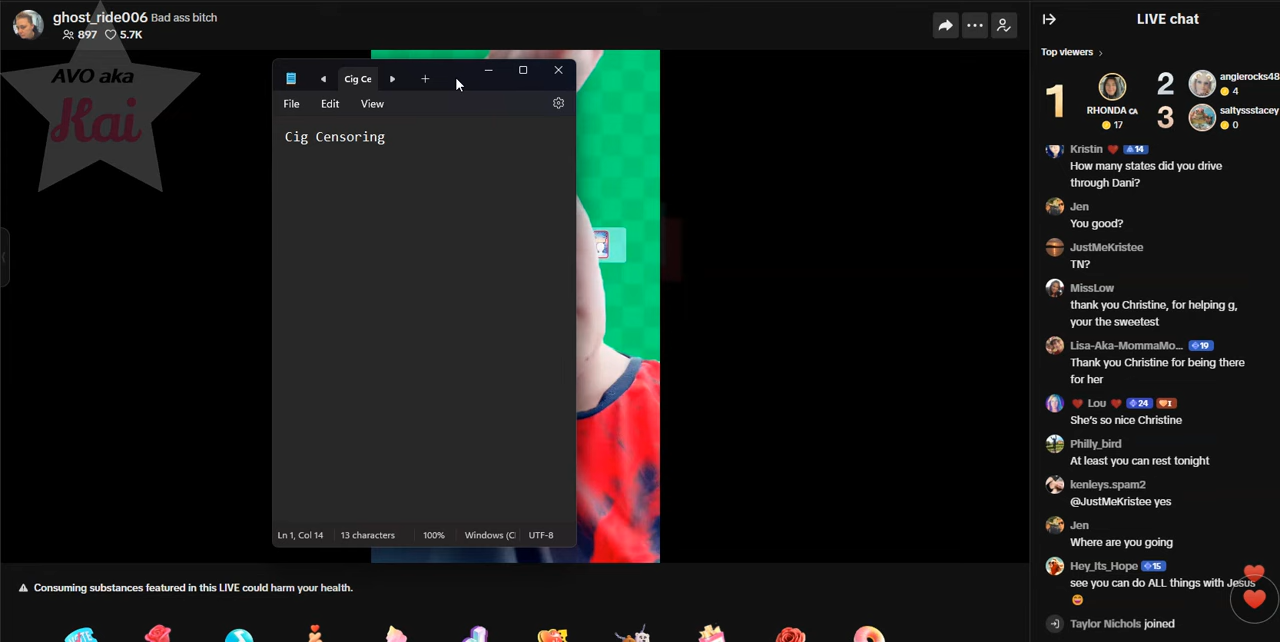 ghost_ride006 Bad ass bitch
897 5.7K
AVO aka
Kai
Cig Ce
File Edit View
Cig Censoring
Ln 1, Col 14 13 characters 100% Windows (C UTF-8
Consuming substances featured in this LIVE could harm your health.
LIVE chat
Top viewers
1 RHONDA CA 17
2 anglerocks48 4
3 saltyssstacey 0
Kristin 14
How many states did you drive
through Dani?
Jen
You good?
JustMeKristee
TN?
MissLow
thank you Christine, for helping g,
your the sweetest
Lisa-Aka-MommaMo... 19
Thank you Christine for being there
for her
Lou 24 I
She's so nice Christine
Philly_bird
At least you can rest tonight
kenleys.spam2
@JustMeKristee yes
Jen
Where are you going
Hey_Its_Hope 15
see you can do ALL things with Jesus
Taylor Nichols joined